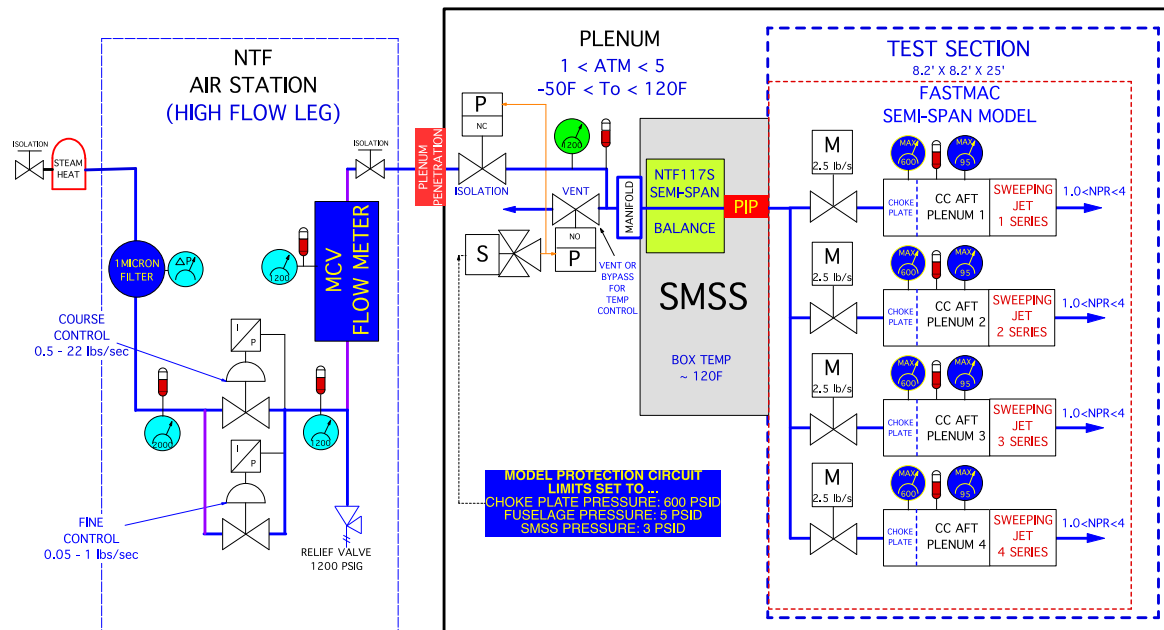 NTF
AIR STATION
(HIGH FLOW LEG)
ISOLATION
STEAM
HEAT
1MICRON
FILTER
ΔP
COURSE
CONTROL
0.5 - 22 lbs/sec
I
P
2000
I
P
FINE
CONTROL
0.05 - 1 lbs/sec
1200
1200
MCV
FLOW METER
ISOLATION
RELIEF VALVE
1200 PSIG
PLENUM
PENETRATION
PLENUM
1 < ATM < 5
-50F < To < 120F
P
NC
ISOLATION
1200
VENT
NO
P
S
VENT OR
BYPASS
FOR
TEMP
CONTROL
MANIFOLD
NTF117S
SEMI-SPAN
BALANCE
PIP
SMSS
BOX TEMP
~ 120F
MODEL PROTECTION CIRCUIT
LIMITS SET TO ...
CHOKE PLATE PRESSURE: 600 PSID
FUSELAGE PRESSURE: 5 PSID
SMSS PRESSURE: 3 PSID
TEST SECTION
8.2' X 8.2' X 25'
FASTMAC
SEMI-SPAN MODEL
M
2.5 lb/s
MAX
600
MAX
95
CHOKE
PLATE
CC AFT
PLENUM 1
SWEEPING
JET
1 SERIES
1.0<NPR<4
M
2.5 lb/s
MAX
600
MAX
95
CHOKE
PLATE
CC AFT
PLENUM 2
SWEEPING
JET
2 SERIES
1.0<NPR<4
M
2.5 lb/s
MAX
600
MAX
95
CHOKE
PLATE
CC AFT
PLENUM 3
SWEEPING
JET
3 SERIES
1.0<NPR<4
M
2.5 lb/s
MAX
600
MAX
95
CHOKE
PLATE
CC AFT
PLENUM 4
SWEEPING
JET
4 SERIES
1.0<NPR<4